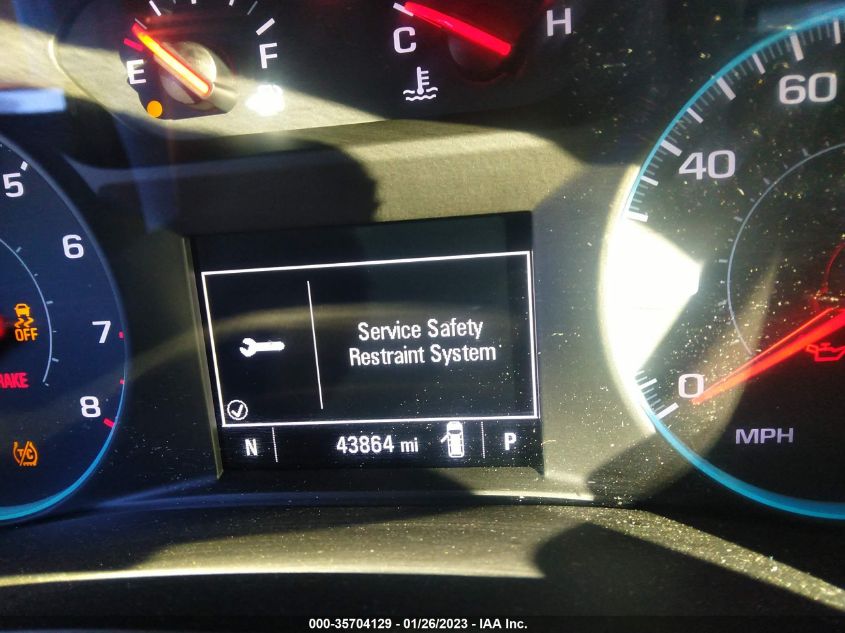 E
F
C
H
5
6
7
8
OFF
T/C
Service Safety
Restraint System
N
43864 mi
P
60
40
0
MPH
000-35704129 - 01/26/2023 - IAA Inc.